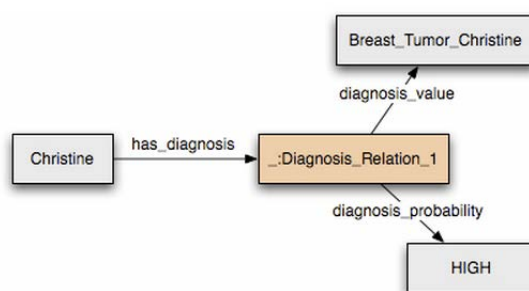 Breast_Tumor_Christine
diagnosis_value
has_diagnosis
Christine
_:Diagnosis_Relation_1
diagnosis_probability
HIGH